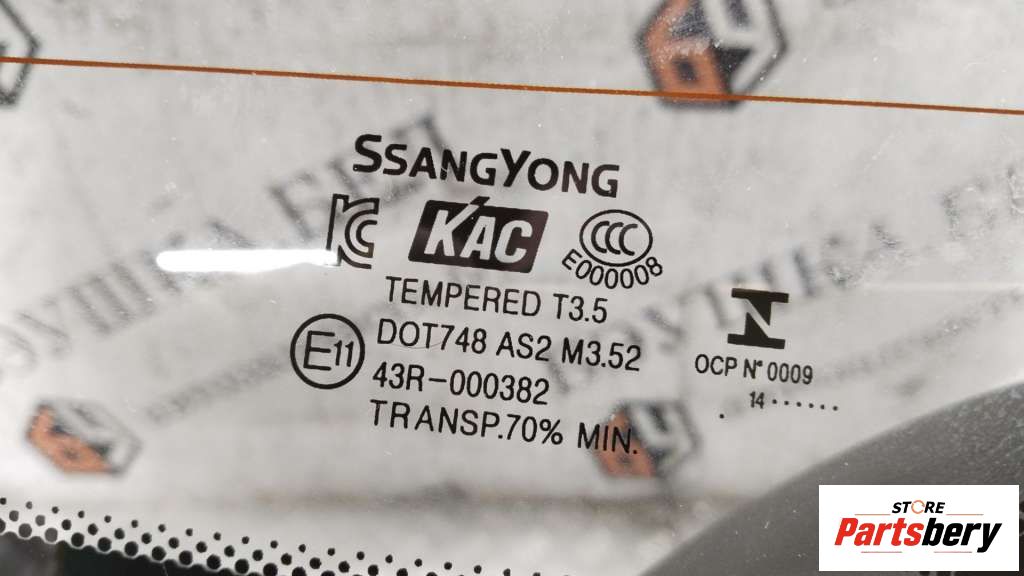 SSANGYONG
KC KAC CCC
E000008
TEMPERED T3.5
E11 DOT748 AS2 M3.52
43R-000382
TRANSP.70% MIN.
N
OCP N° 0009
. 14 ......
STORE
Partsbery